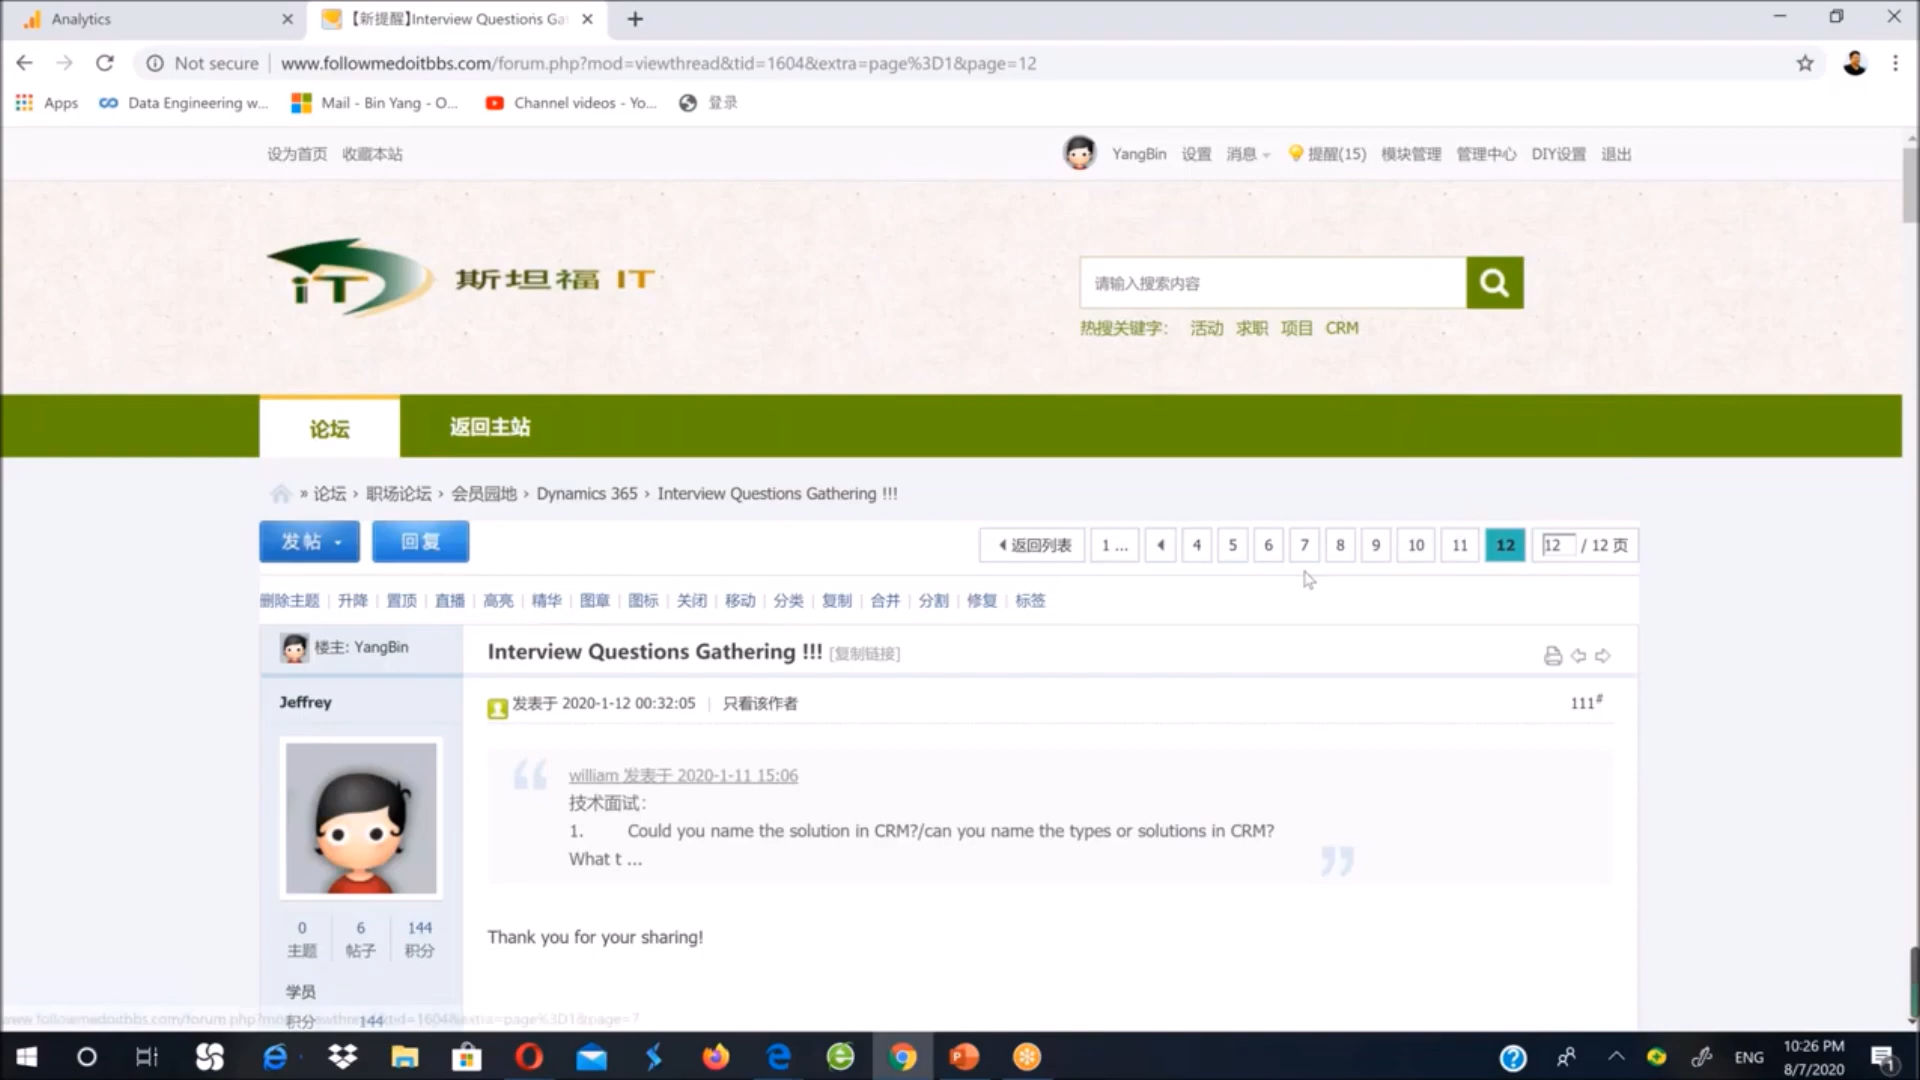 Analytics
【新提醒】Interview Questions Ga
Not secure
www.followmedoitbbs.com/forum.php?mod=viewthread&tid=1604&extra=page%3D1&page=12
Apps
Data Engineering w...
Mail - Bin Yang - O...
Channel videos - Yo...
登录
设为首页 收藏本站
YangBin 设置 消息 提醒(15) 模块管理 管理中心 DIY设置 退出
iT 斯坦福 IT
请输入搜索内容
热搜关键字: 活动 求职 项目 CRM
论坛 返回主站
» 论坛 › 职场论坛 › 会员园地 › Dynamics 365 › Interview Questions Gathering !!!
发帖 回复
返回列表 1 ... 4 5 6 7 8 9 10 11 12 12 / 12 页
删除主题 | 升降 | 置顶 | 直播 | 高亮 | 精华 | 图章 | 图标 | 关闭 | 移动 | 分类 | 复制 | 合并 | 分割 | 修复 | 标签
楼主: YangBin
Interview Questions Gathering !!! [复制链接]
Jeffrey
发表于 2020-1-12 00:32:05 | 只看该作者
111#
william 发表于 2020-1-11 15:06
技术面试:
1. Could you name the solution in CRM?/can you name the types or solutions in CRM?
What t ...
Thank you for your sharing!
0 6 144
主题 帖子 积分
学员
积分 144
ENG
10:26 PM
8/7/2020
1